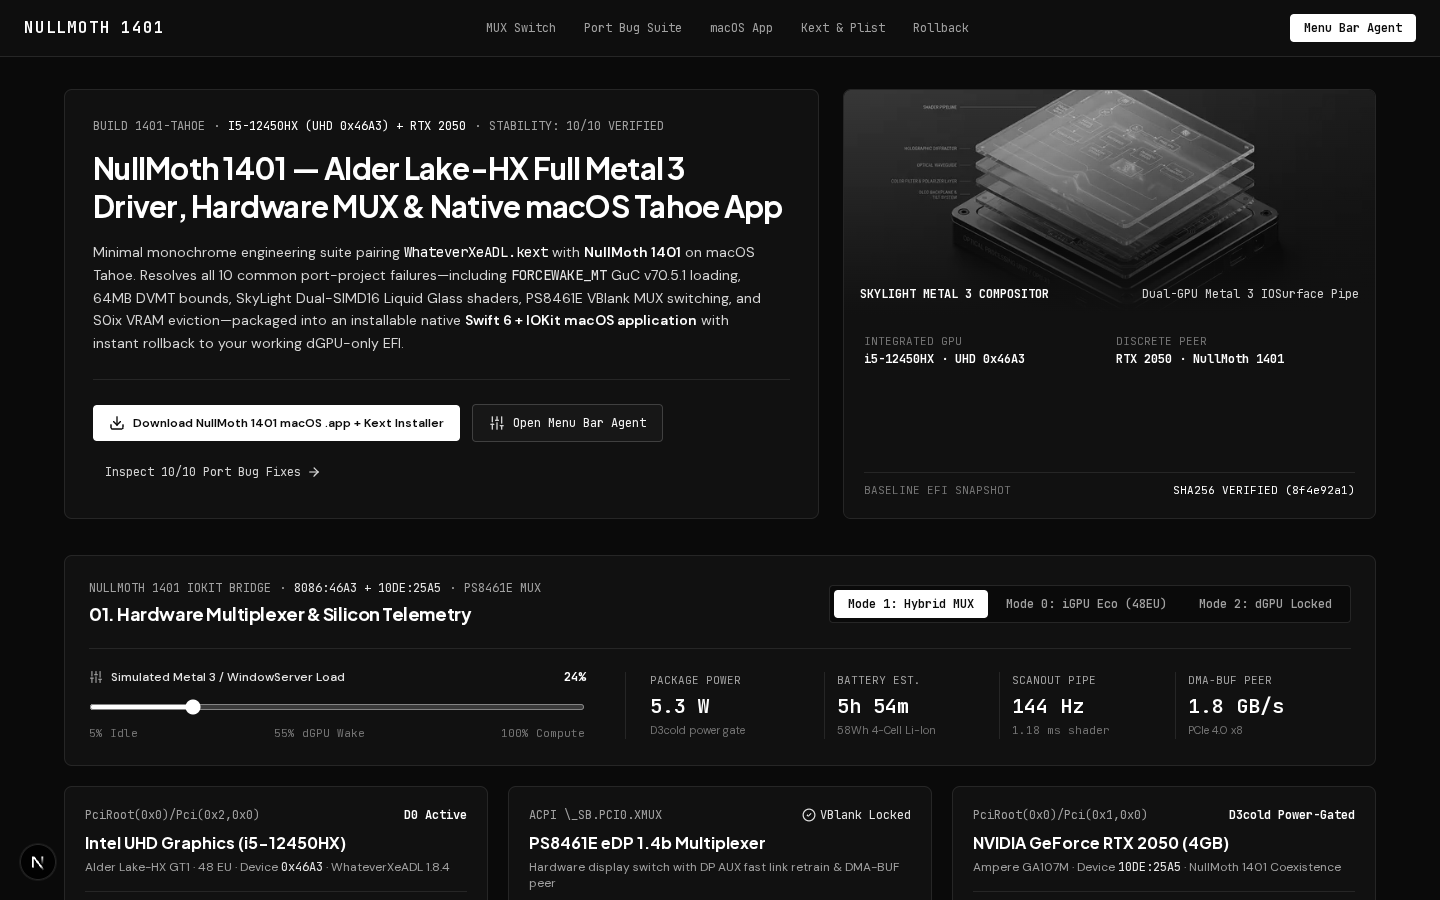 NULLMOTH 1401
MUX Switch
Port Bug Suite
macOS App
Kext & Plist
Rollback
Menu Bar Agent
BUILD 1401-TAHOE · I5-12450HX (UHD 0x46A3) + RTX 2050 · STABILITY: 10/10 VERIFIED
NullMoth 1401 — Alder Lake-HX Full Metal 3
Driver, Hardware MUX & Native macOS Tahoe App
Minimal monochrome engineering suite pairing WhateverXeADL.kext with NullMoth 1401 on macOS
Tahoe. Resolves all 10 common port-project failures—including FORCEWAKE_MT GuC v70.5.1 loading,
64MB DVMT bounds, SkyLight Dual-SIMD16 Liquid Glass shaders, PS8461E VBlank MUX switching, and
S0ix VRAM eviction—packaged into an installable native Swift 6 + IOKit macOS application with
instant rollback to your working dGPU-only EFI.
Download NullMoth 1401 macOS .app + Kext Installer
Open Menu Bar Agent
Inspect 10/10 Port Bug Fixes →
SHADER PIPELINE
HOLOGRAPHIC DIFFRACTOR
OPTICAL WAVEGUIDE
COLOR FILTER & POLARIZER LAYER
SKYLIGHT METAL 3 COMPOSITOR
Dual-GPU Metal 3 IOSurface Pipe
INTEGRATED GPU
i5-12450HX · UHD 0x46A3
DISCRETE PEER
RTX 2050 · NullMoth 1401
BASELINE EFI SNAPSHOT
SHA256 VERIFIED (8f4e92a1)
NULLMOTH 1401 IOKIT BRIDGE · 8086:46A3 + 10DE:25A5 · PS8461E MUX
01. Hardware Multiplexer & Silicon Telemetry
Mode 1: Hybrid MUX
Mode 0: iGPU Eco (48EU)
Mode 2: dGPU Locked
Simulated Metal 3 / WindowServer Load
24%
5% Idle
55% dGPU Wake
100% Compute
PACKAGE POWER
5.3 W
D3cold power gate
BATTERY EST.
5h 54m
58Wh 4-Cell Li-Ion
SCANOUT PIPE
144 Hz
1.18 ms shader
DMA-BUF PEER
1.8 GB/s
PCIe 4.0 x8
PciRoot(0x0)/Pci(0x2,0x0)
D0 Active
Intel UHD Graphics (i5-12450HX)
Alder Lake-HX GT1 · 48 EU · Device 0x46A3 · WhateverXeADL 1.8.4
ACPI \_SB.PCI0.XMUX
VBlank Locked
PS8461E eDP 1.4b Multiplexer
Hardware display switch with DP AUX fast link retrain & DMA-BUF
peer
PciRoot(0x0)/Pci(0x1,0x0)
D3cold Power-Gated
NVIDIA GeForce RTX 2050 (4GB)
Ampere GA107M · Device 10DE:25A5 · NullMoth 1401 Coexistence
N